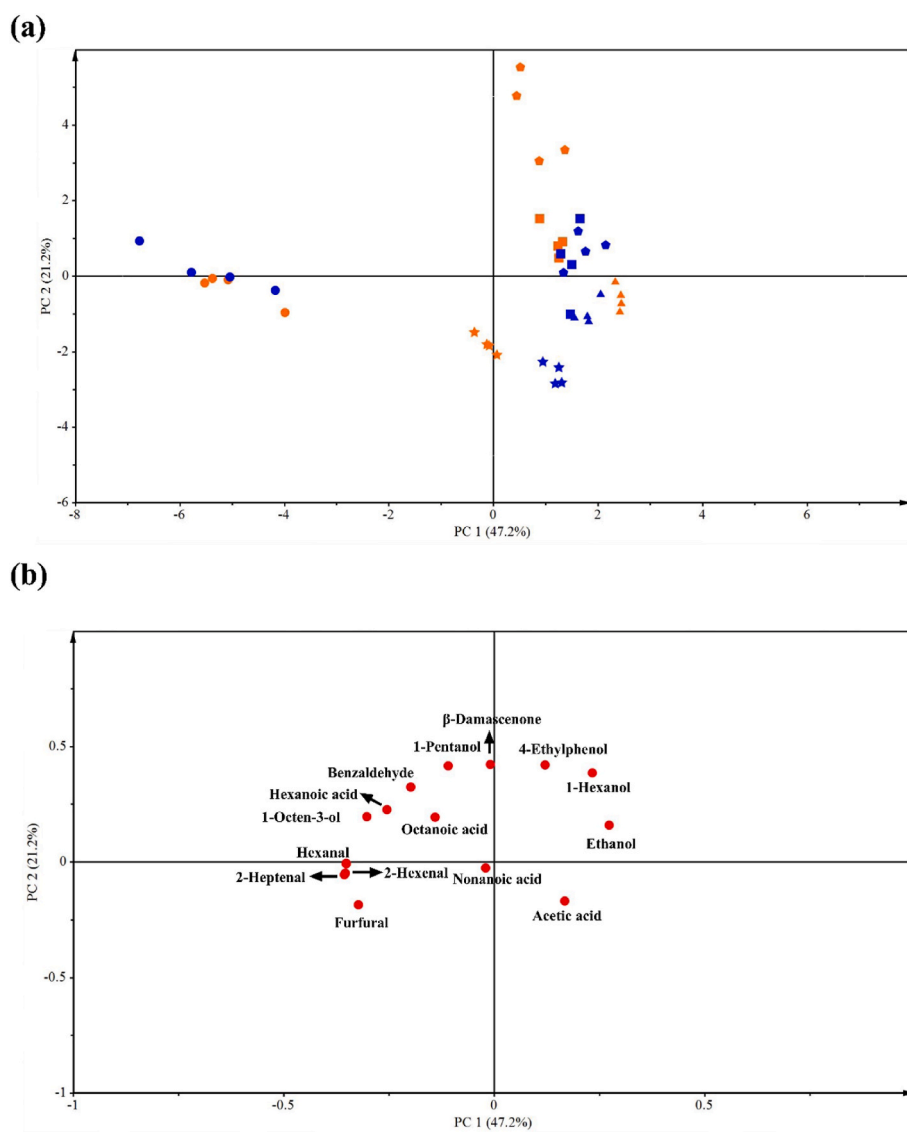 (a)
4
2
0
-2
-4
-6
-8
-6
-4
-2
0
2
4
6
PC 2 (21.2%)
PC 1 (47.2%)
(b)
β-Damascenone
1-Pentanol
4-Ethylphenol
Benzaldehyde
1-Hexanol
Hexanoic acid
1-Octen-3-ol
Octanoic acid
Ethanol
Hexanal
2-Heptenal
2-Hexenal
Nonanoic acid
Furfural
Acetic acid
0.5
0
-0.5
-1
-1
-0.5
0
0.5
PC 2 (21.2%)
PC 1 (47.2%)